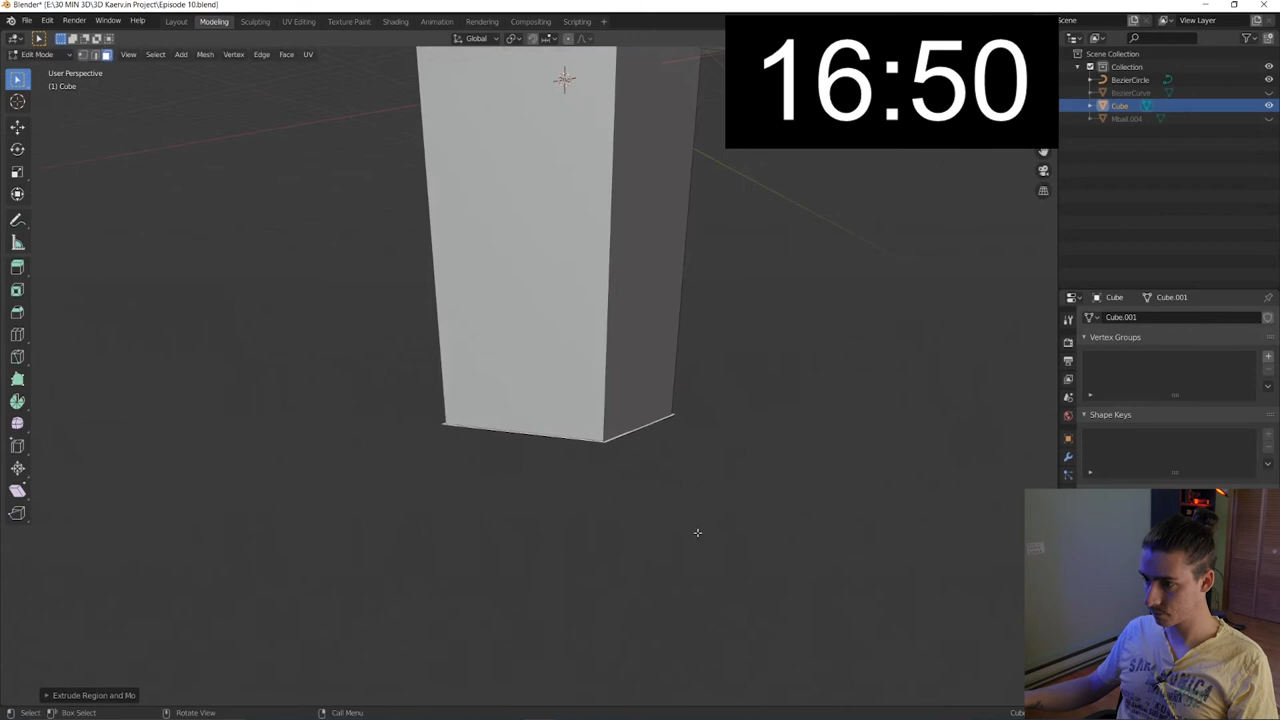 Blender* [E:\30 MIN 3D\3D Kaerv.in Project\Episode 10.blend]
File Edit Render Window Help Layout Modeling Sculpting UV Editing Texture Paint Shading Animation Rendering Compositing Scripting + Scene View Layer
Global
16:50
Edit Mode View Select Add Mesh Vertex Edge Face UV
Scene Collection
User Perspective
(1) Cube
Collection
BezierCircle
BezierCurve
Cube
Mball.004
Cube Cube.001
Cube.001
Vertex Groups
Shape Keys
Extrude Region and Mo
Select Box Select Rotate View Call Menu